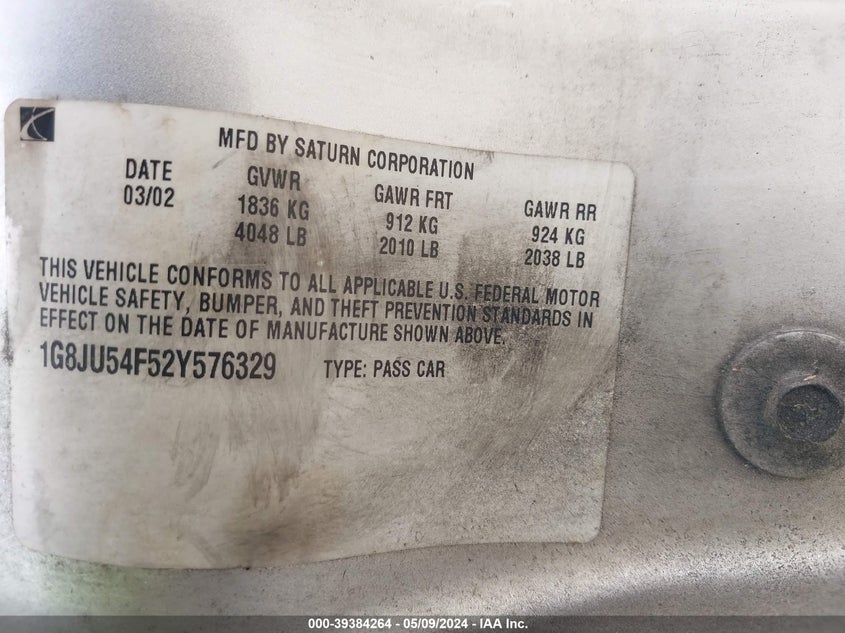 MFD BY SATURN CORPORATION
DATE GVWR GAWR FRT GAWR RR
03/02 1836 KG 912 KG 924 KG
4048 LB 2010 LB 2038 LB
THIS VEHICLE CONFORMS TO ALL APPLICABLE U.S. FEDERAL MOTOR
VEHICLE SAFETY, BUMPER, AND THEFT PREVENTION STANDARDS IN
EFFECT ON THE DATE OF MANUFACTURE SHOWN ABOVE.
1G8JU54F52Y576329 TYPE: PASS CAR
000-39384264 - 05/09/2024 - IAA Inc.